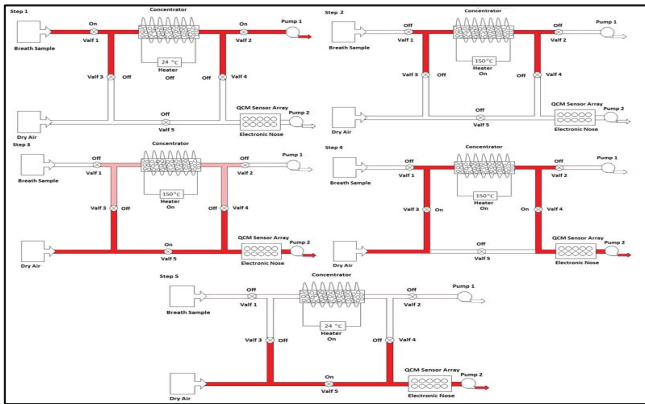 Step 1
Concentrator
On
On
Pump 1
Valf 1
Valf 2
Breath Sample
24 °C
Valf 3
Off
Heater
Off
Off
Valf 4
Off
QCM Sensor Array
Pump 2
Dry Air
Valf 5
Electronic Nose
Step 2
Concentrator
Off
Off
Pump 1
Valf 1
Valf 2
Breath Sample
150°C
Valf 3
Off
Heater
On
Off
Valf 4
Off
QCM Sensor Array
Pump 2
Dry Air
Valf 5
Electronic Nose
Step 3
Concentrator
Off
Off
Pump 1
Valf 1
Valf 2
Breath Sample
150°C
Valf 3
Off
Heater
On
Off
Valf 4
On
QCM Sensor Array
Pump 2
Dry Air
Valf 5
Electronic Nose
Step 4
Concentrator
Off
Off
Pump 1
Valf 1
Valf 2
Breath Sample
150°C
Valf 3
On
Heater
On
On
Valf 4
Off
QCM Sensor Array
Pump 2
Dry Air
Valf 5
Electronic Nose
Step 5
Concentrator
Off
Off
Pump 1
Valf 1
Valf 2
Breath Sample
24 °C
Valf 3
Off
Heater
On
Off
Valf 4
On
QCM Sensor Array
Pump 2
Dry Air
Valf 5
Electronic Nose